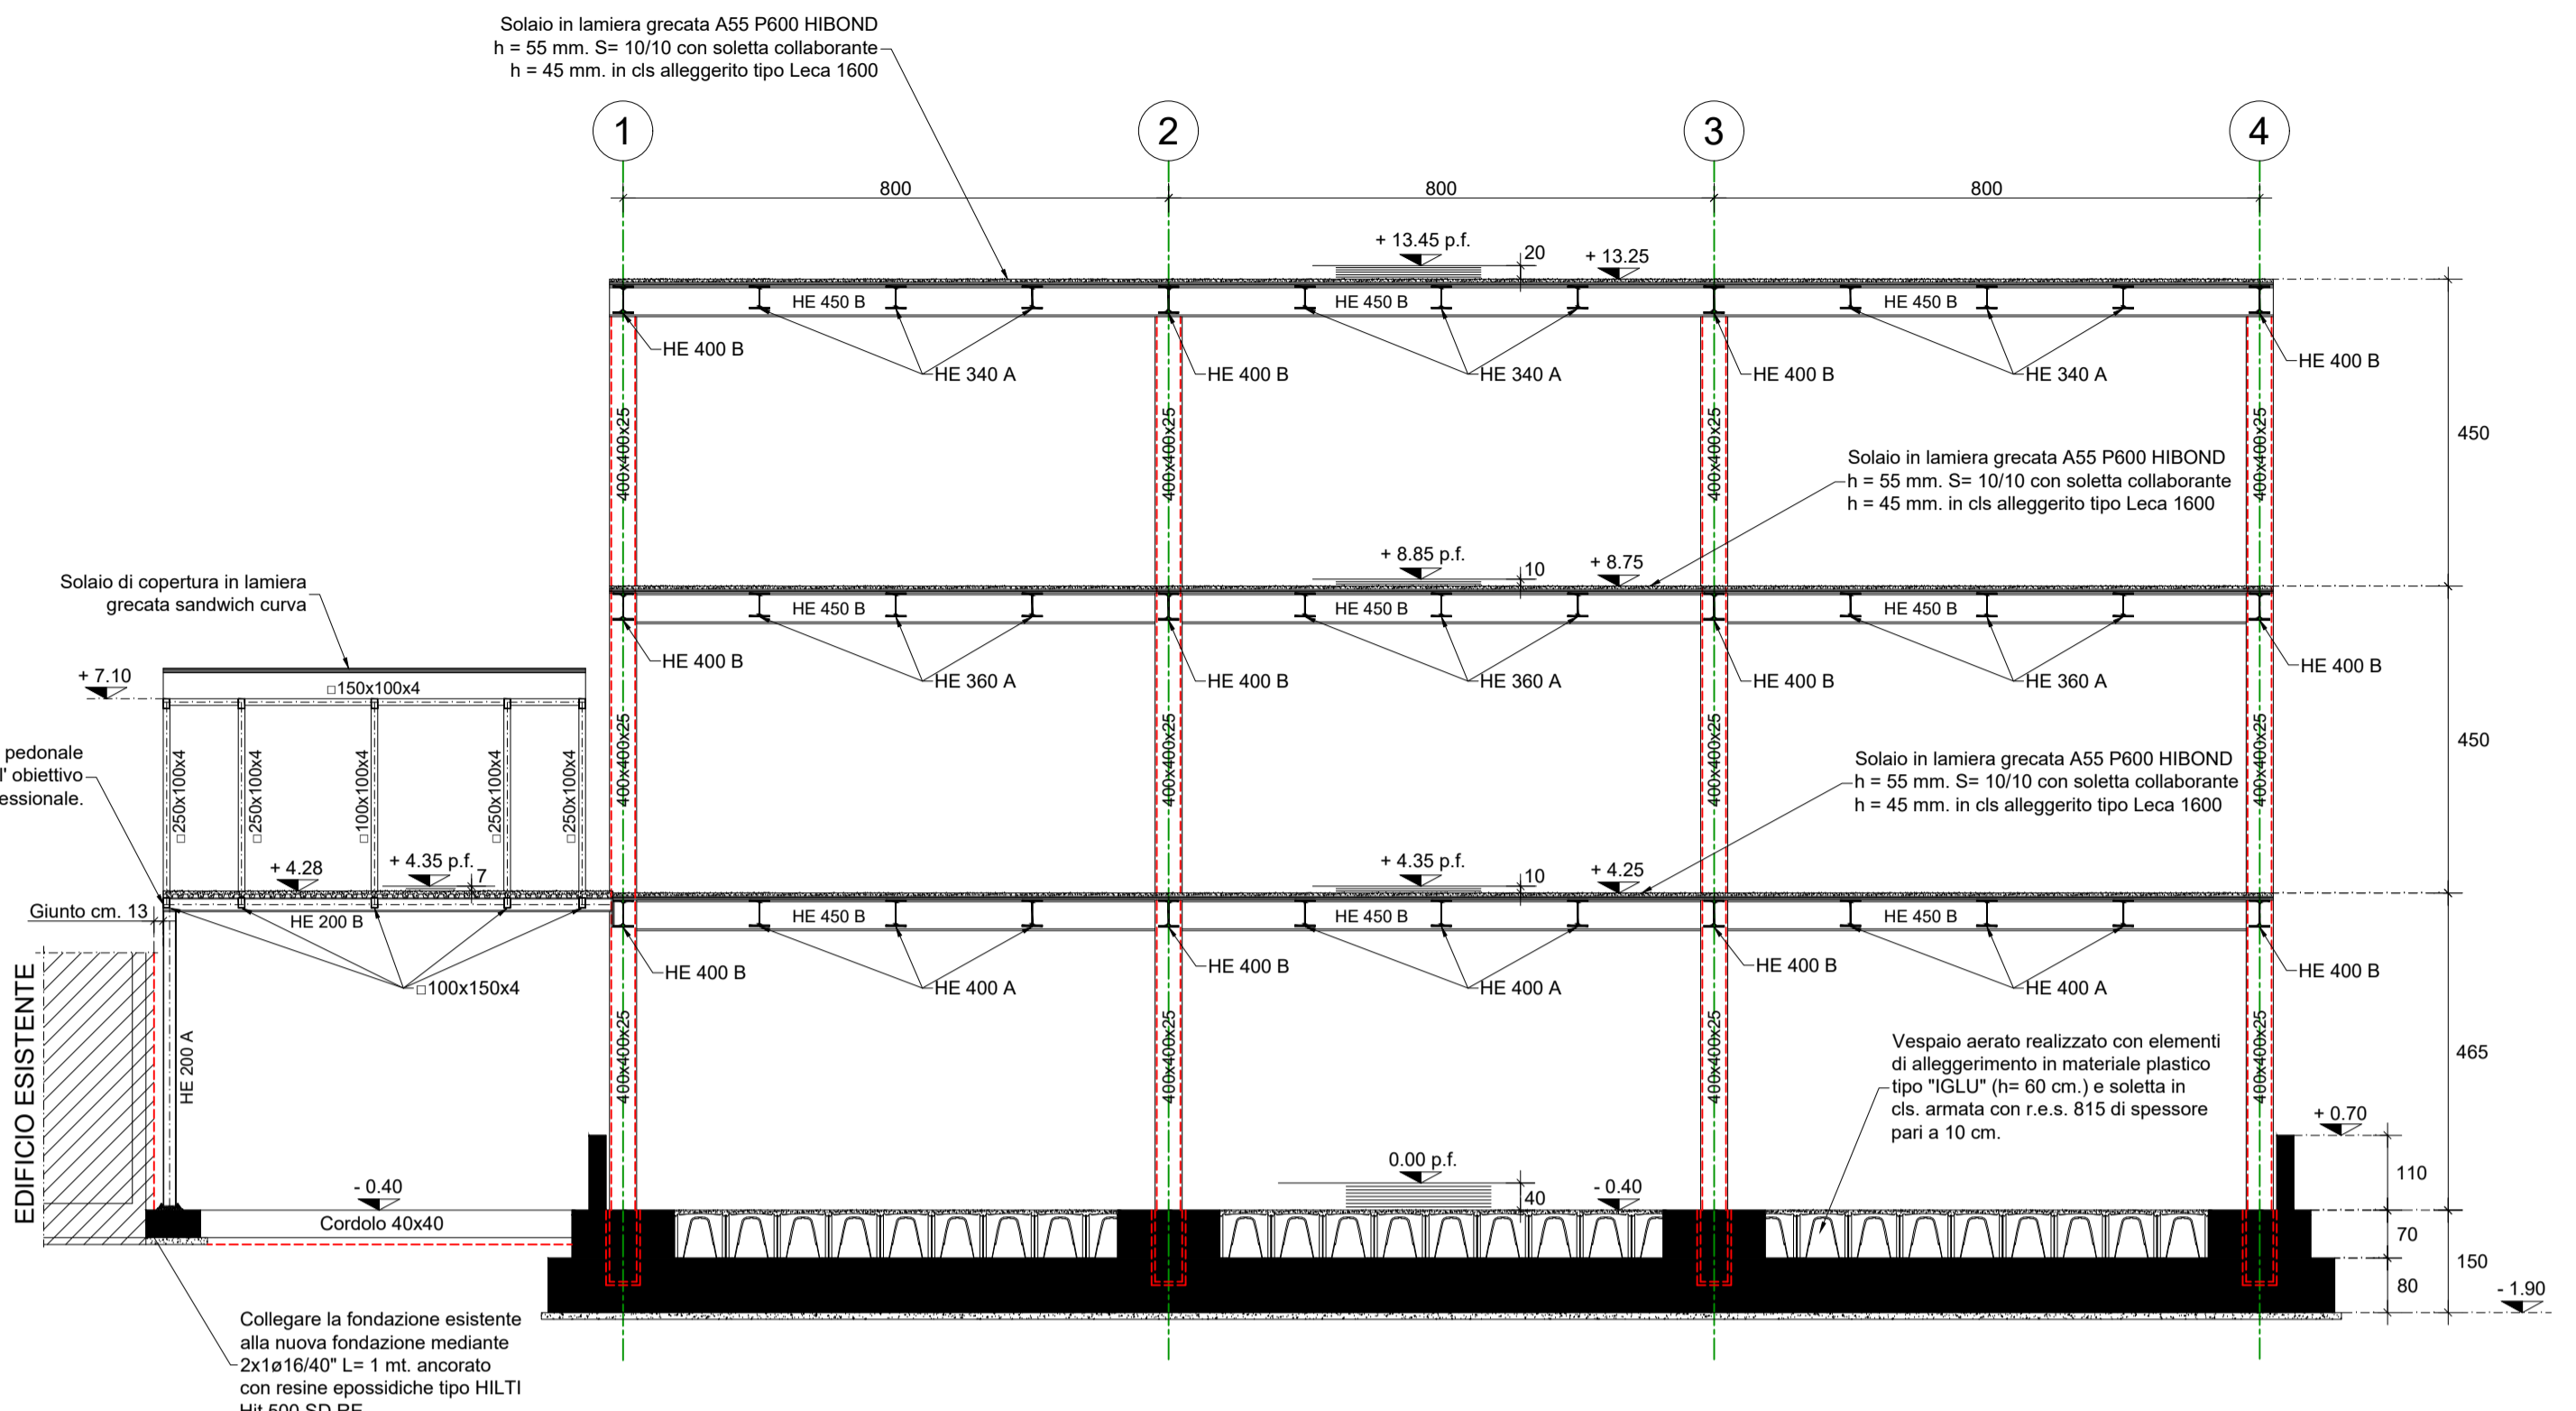 Solaio in lamiera grecata A55 P600 HIBOND
h = 55 mm. S= 10/10 con soletta collaborante
h = 45 mm. in cls alleggerito tipo Leca 1600
1
2
3
4
800
800
800
+ 13.45 p.f.
20
+ 13.25
HE 450 B
HE 450 B
HE 450 B
HE 400 B
HE 340 A
HE 400 B
HE 340 A
HE 400 B
HE 340 A
HE 400 B
400x400x25
400x400x25
400x400x25
400x400x25
450
Solaio in lamiera grecata A55 P600 HIBOND
h = 55 mm. S= 10/10 con soletta collaborante
h = 45 mm. in cls alleggerito tipo Leca 1600
+ 8.85 p.f.
10
+ 8.75
Solaio di copertura in lamiera
grecata sandwich curva
HE 450 B
HE 450 B
HE 450 B
HE 400 B
HE 360 A
HE 400 B
HE 360 A
HE 400 B
HE 360 A
HE 400 B
+ 7.10
□150x100x4
pedonale
l' obiettivo
essionale.
□250x100x4
□250x100x4
□100x100x4
□250x100x4
□250x100x4
400x400x25
400x400x25
400x400x25
400x400x25
450
Solaio in lamiera grecata A55 P600 HIBOND
h = 55 mm. S= 10/10 con soletta collaborante
h = 45 mm. in cls alleggerito tipo Leca 1600
+ 4.28
+ 4.35 p.f.
7
+ 4.35 p.f.
10
+ 4.25
Giunto cm. 13
HE 200 B
HE 450 B
HE 450 B
HE 450 B
□100x150x4
HE 400 B
HE 400 A
HE 400 B
HE 400 A
HE 400 B
HE 400 A
HE 400 B
EDIFICIO ESISTENTE
HE 200 A
400x400x25
400x400x25
400x400x25
400x400x25
465
Vespaio aerato realizzato con elementi
di alleggerimento in materiale plastico
tipo "IGLU" (h= 60 cm.) e soletta in
cls. armata con r.e.s. 815 di spessore
pari a 10 cm.
+ 0.70
110
- 0.40
Cordolo 40x40
0.00 p.f.
40
- 0.40
70
150
80
- 1.90
Collegare la fondazione esistente
alla nuova fondazione mediante
2x1ø16/40" L= 1 mt. ancorato
con resine epossidiche tipo HILTI
Hit 500 SD RE